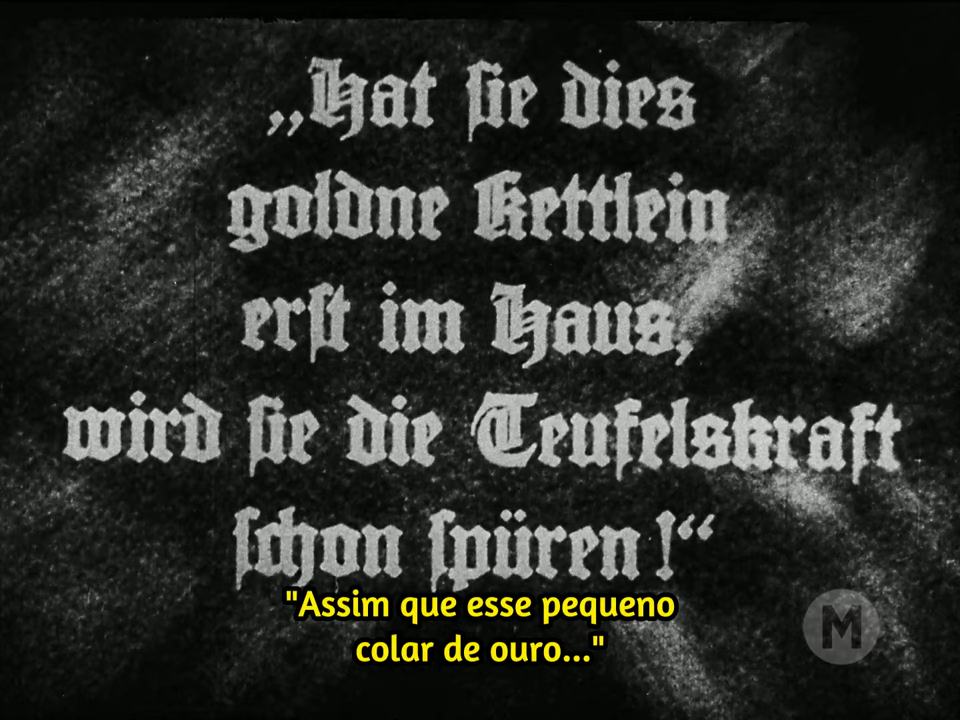 „Hat sie dies
goldne Kettlein
erst im Haus,
wird sie die Teufelskraft
schon spüren!“
"Assim que esse pequeno
colar de ouro..."
M